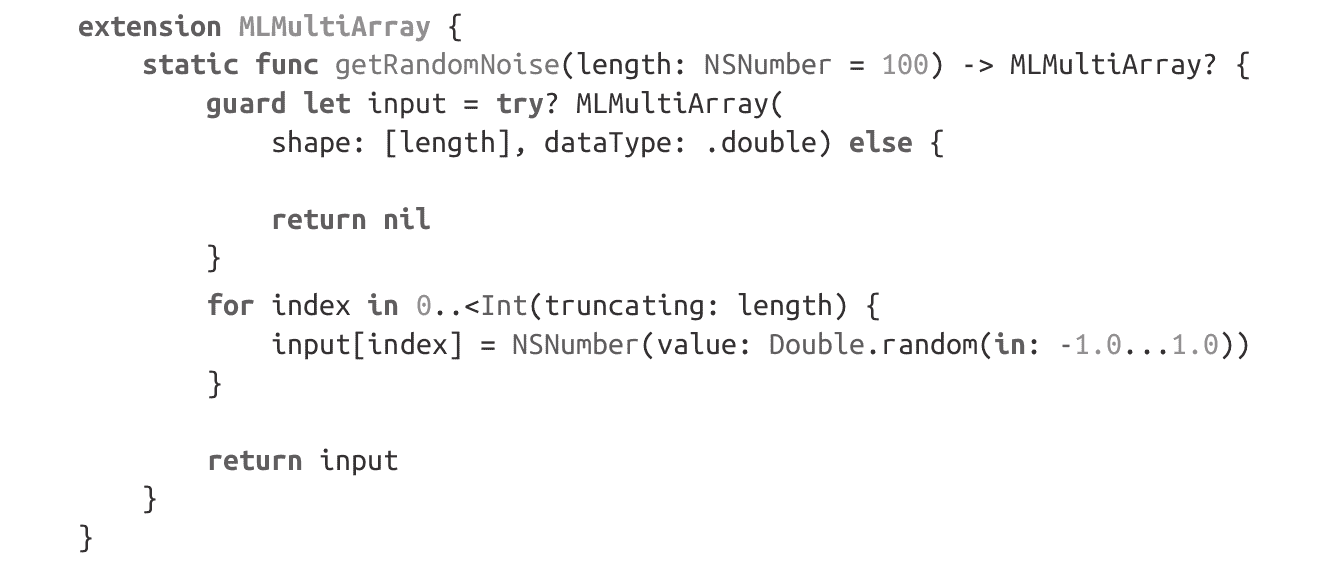 extension MLMultiArray {
    static func getRandomNoise(length: NSNumber = 100) -> MLMultiArray? {
        guard let input = try? MLMultiArray(
            shape: [length], dataType: .double) else {

            return nil
        }
        for index in 0..<Int(truncating: length) {
            input[index] = NSNumber(value: Double.random(in: -1.0...1.0))
        }

        return input
    }
}